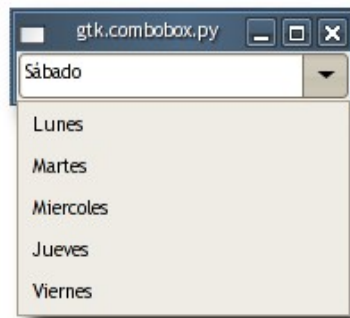 gtk.combobox.py
Sábado
Lunes
Martes
Miercoles
Jueves
Viernes